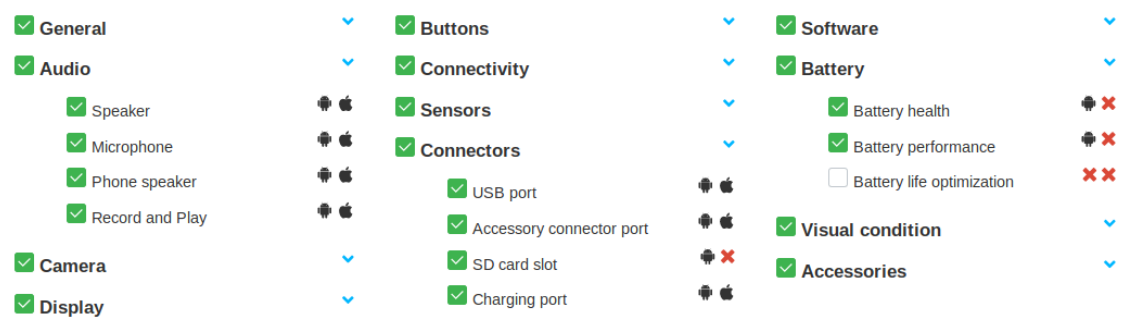 General
Audio
Speaker
Microphone
Phone speaker
Record and Play
Camera
Display
Buttons
Connectivity
Sensors
Connectors
USB port
Accessory connector port
SD card slot
Charging port
Software
Battery
Battery health
Battery performance
Battery life optimization
Visual condition
Accessories